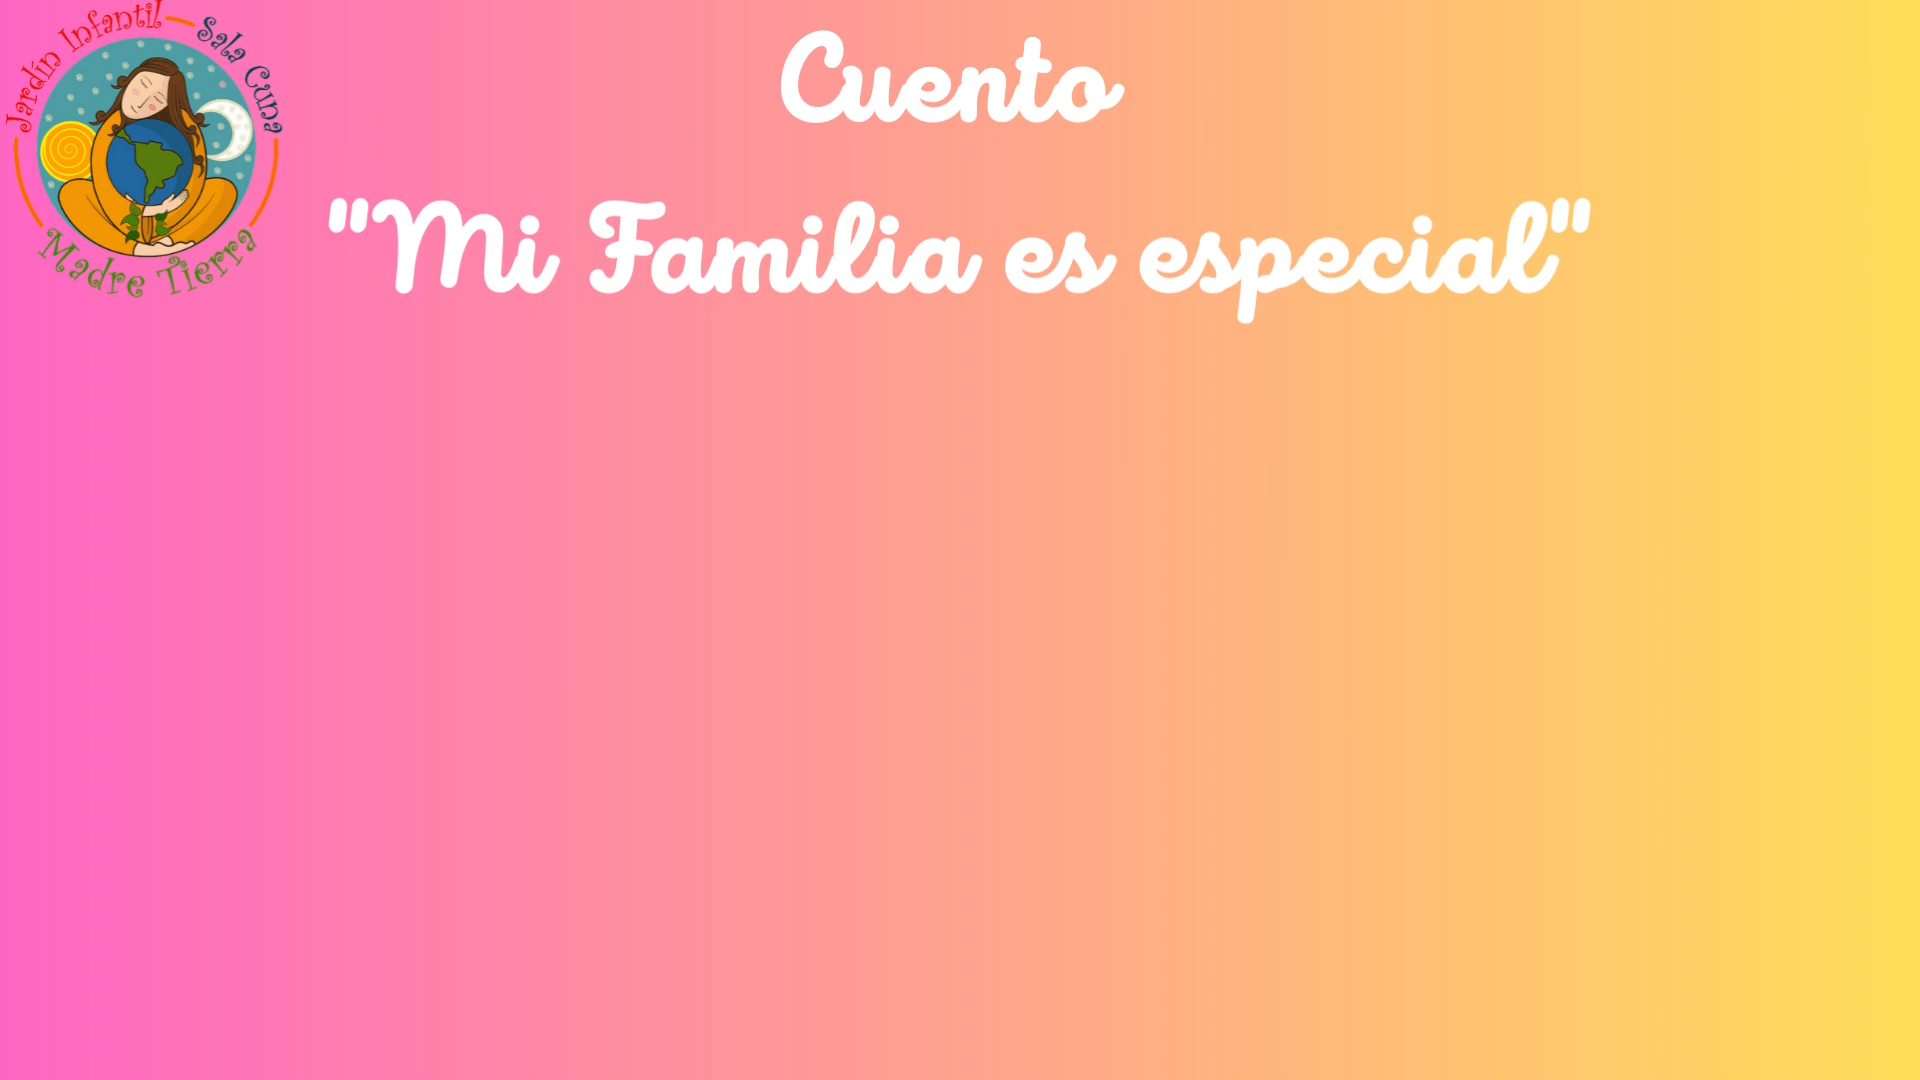 Jardín Infantil
Sala Cuna
Madre Tierra
Cuento
"Mi Familia es especial"